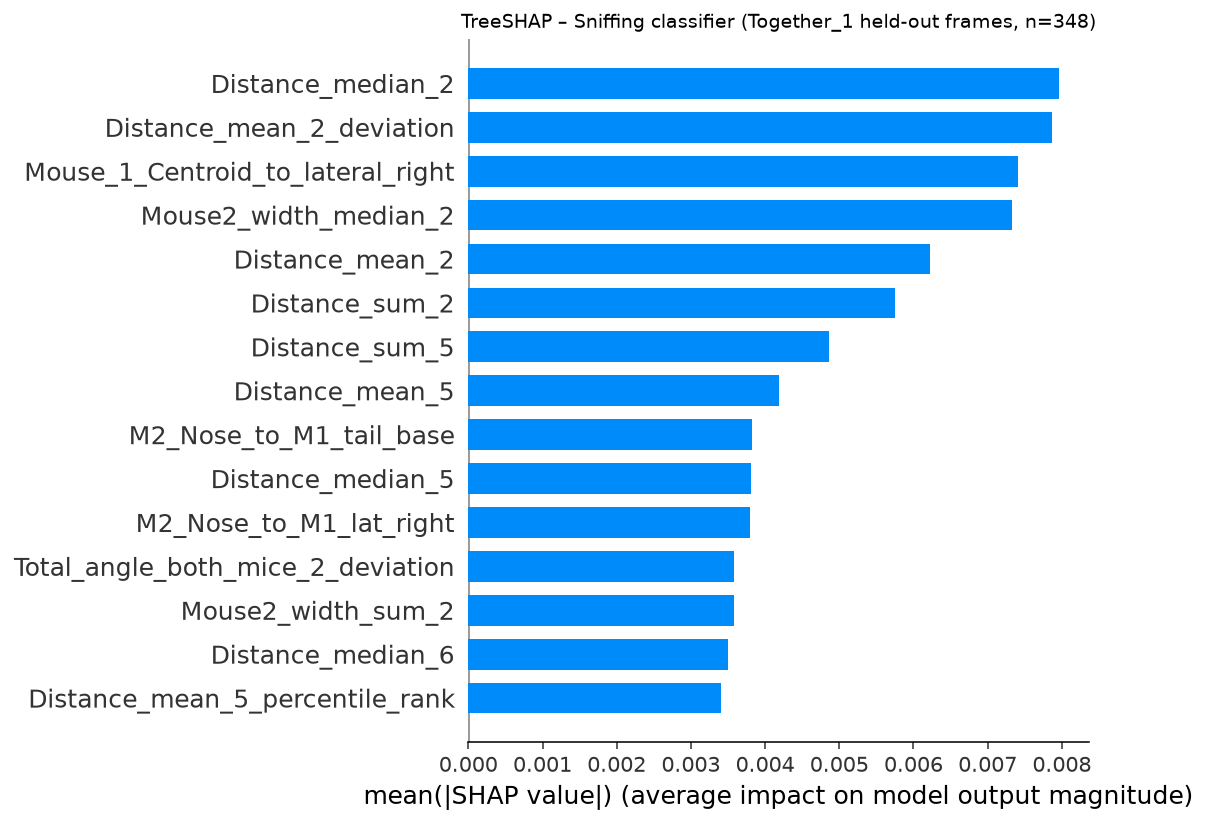 TreeSHAP – Sniffing classifier (Together_1 held-out frames, n=348)
Distance_median_2
Distance_mean_2_deviation
Mouse_1_Centroid_to_lateral_right
Mouse2_width_median_2
Distance_mean_2
Distance_sum_2
Distance_sum_5
Distance_mean_5
M2_Nose_to_M1_tail_base
Distance_median_5
M2_Nose_to_M1_lat_right
Total_angle_both_mice_2_deviation
Mouse2_width_sum_2
Distance_median_6
Distance_mean_5_percentile_rank
0.000 0.001 0.002 0.003 0.004 0.005 0.006 0.007 0.008
mean(|SHAP value|) (average impact on model output magnitude)